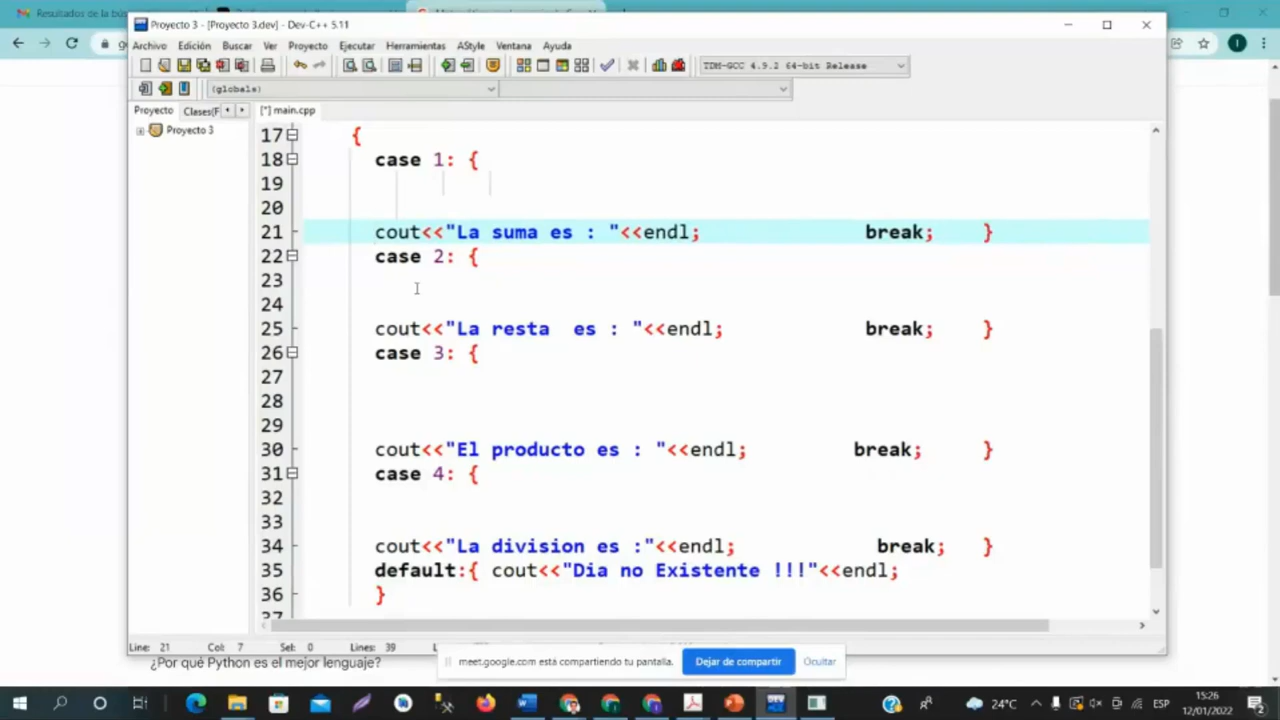 Resultados de la bús
Proyecto 3 - [Proyecto 3.dev] - Dev-C++ 5.11
Archivo Edición Buscar Ver Proyecto Ejecutar Herramientas AStyle Ventana Ayuda
TDM-GCC 4.9.2 64-bit Release
(globals)
Proyecto Clases(F [*] main.cpp
Proyecto 3
17 {
18 case 1: {
19
20
21 cout<<"La suma es : "<<endl; break; }
22 case 2: {
23
24
25 cout<<"La resta  es : "<<endl; break; }
26 case 3: {
27
28
29
30 cout<<"El producto es : "<<endl; break; }
31 case 4: {
32
33
34 cout<<"La division es :"<<endl; break; }
35 default:{ cout<<"Dia no Existente !!!"<<endl;
36 }
37
Line: 21 Col: 7 Sel: 0 Lines: 39
¿Por qué Python es el mejor lenguaje?
meet.google.com está compartiendo tu pantalla. Dejar de compartir Ocultar
24°C ESP 15:26
12/01/2022